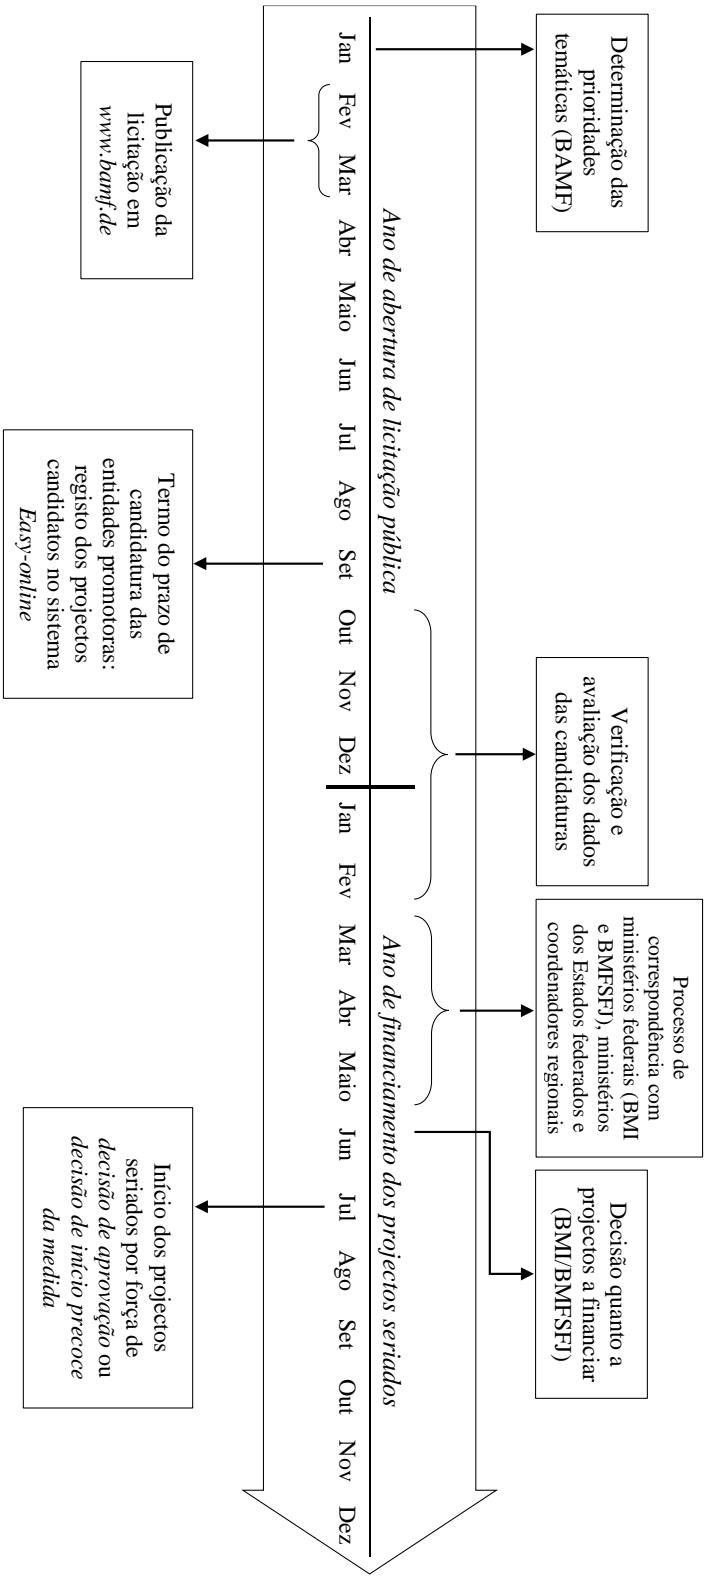 Determinação das
prioridades
temáticas (BAMF)
Verificação e
avaliação dos dados
das candidaturas
Processo de
correspondência com
ministérios federais (BMI
e BMFSFJ), ministérios
dos Estados federados e
coordenadores regionais
Decisão quanto a
projectos a financiar
(BMI/BMFSFJ)
Ano de abertura de licitação pública
Ano de financiamento dos projectos seriados
Jan Fev Mar Abr Maio Jun Jul Ago Set Out Nov Dez Jan Fev Mar Abr Maio Jun Jul Ago Set Out Nov Dez
Publicação da
licitação em
www.bamf.de
Termo do prazo de
candidatura das
entidades promotoras:
registo dos projectos
candidatos no sistema
Easy-online
Início dos projectos
seriados por força de
decisão de aprovação ou
decisão de início precoce
da medida